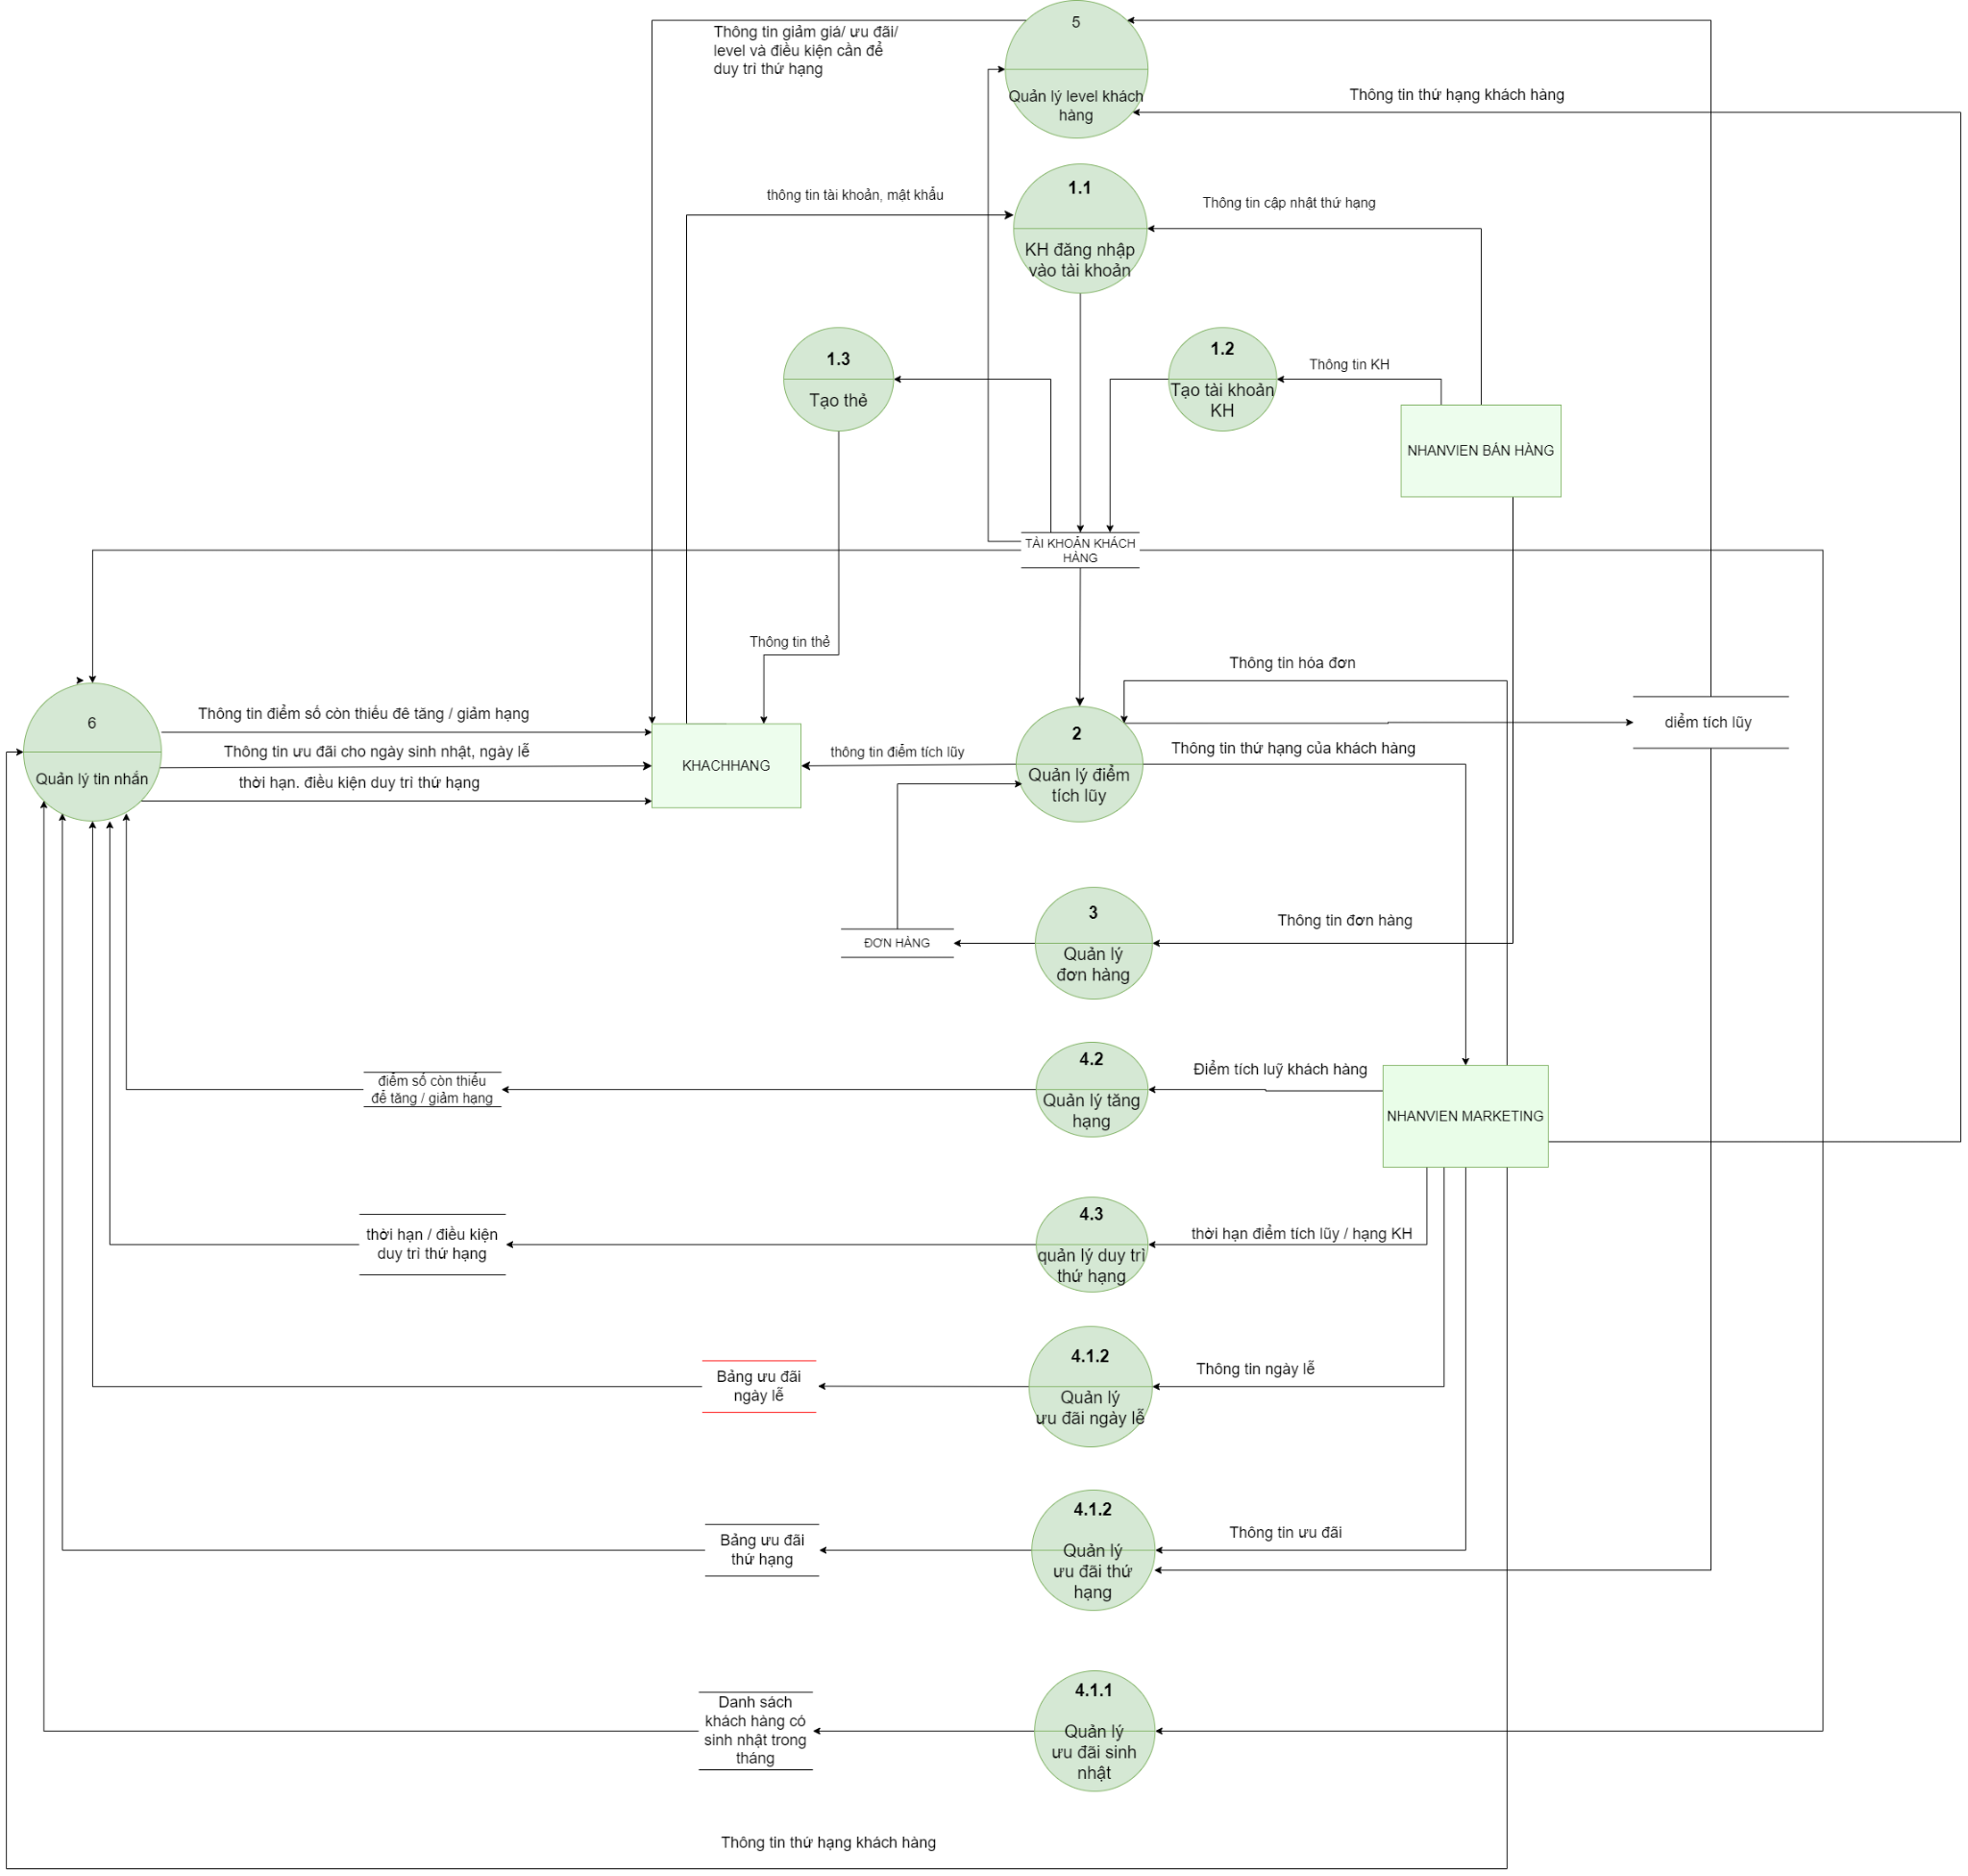 5
Thông tin giảm giá/ ưu đãi/
level và điều kiện cần để
duy trì thứ hạng
Quản lý level khách
hàng
Thông tin thứ hạng khách hàng
1.1
thông tin tài khoản, mật khẩu
Thông tin cập nhật thứ hạng
KH đăng nhập
vào tài khoản
1.3
1.2
Thông tin KH
Tạo thẻ
Tạo tài khoản
KH
NHANVIEN BÁN HÀNG
TÀI KHOẢN KHÁCH
HÀNG
Thông tin thẻ
Thông tin hóa đơn
6
Thông tin điểm số còn thiếu đê tăng / giảm hạng
diểm tích lũy
2
Thông tin thứ hạng của khách hàng
Thông tin ưu đãi cho ngày sinh nhật, ngày lễ
thông tin điểm tích lũy
KHACHHANG
Quản lý tin nhắn
thời hạn. điều kiện duy trì thứ hạng
Quản lý điểm
tích lũy
3
Thông tin đơn hàng
ĐƠN HÀNG
Quản lý
đơn hàng
4.2
Điểm tích luỹ khách hàng
điểm số còn thiếu
để tăng / giảm hạng
Quản lý tăng
hạng
NHANVIEN MARKETING
4.3
thời hạn / điều kiện
duy trì thứ hạng
thời hạn điểm tích lũy / hạng KH
quản lý duy trì
thứ hạng
4.1.2
Thông tin ngày lễ
Bảng ưu đãi
ngày lễ
Quản lý
ưu đãi ngày lễ
4.1.2
Thông tin ưu đãi
Bảng ưu đãi
thứ hạng
Quản lý
ưu đãi thứ
hạng
4.1.1
Danh sách
khách hàng có
sinh nhật trong
tháng
Quản lý
ưu đãi sinh
nhật
Thông tin thứ hạng khách hàng